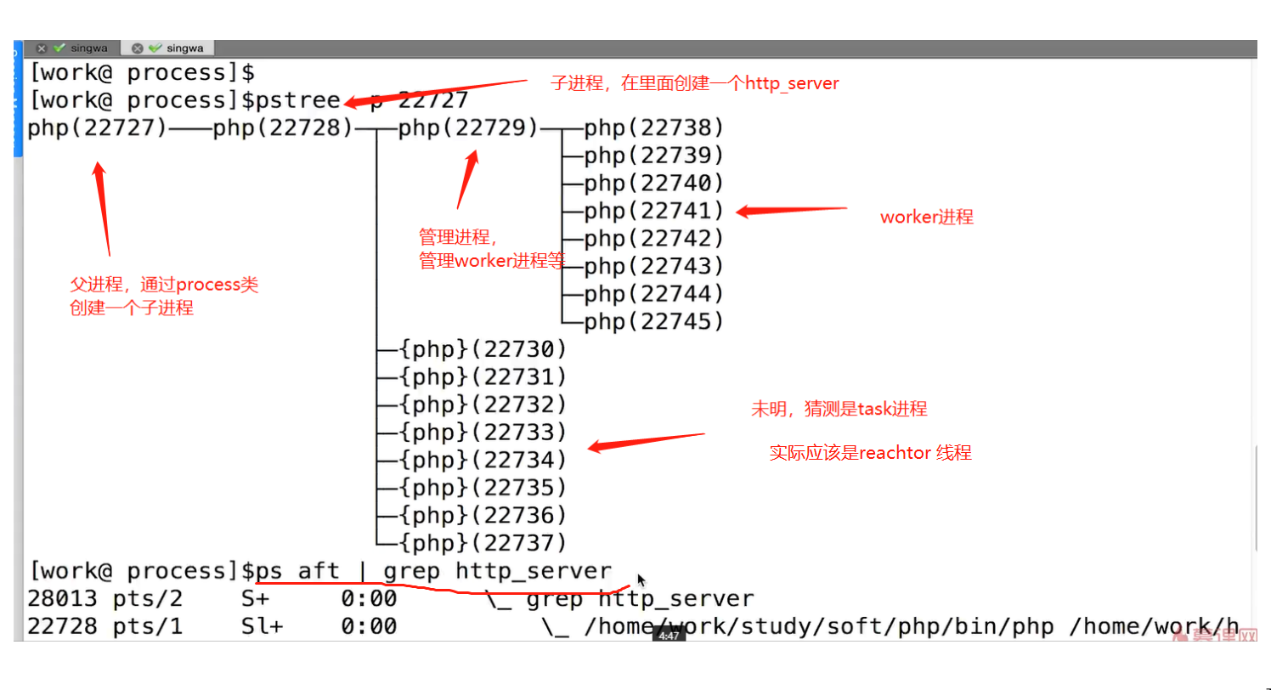 singwa singwa
[work@ process]$
子进程，在里面创建一个http_server
[work@ process]$pstree -p 22727
php(22727)───php(22728)─┬─php(22729)─┬─php(22738)
├─php(22739)
├─php(22740)
├─php(22741)
worker进程
├─php(22742)
管理进程，
管理worker进程等
├─php(22743)
父进程，通过process类
创建一个子进程
├─php(22744)
└─php(22745)
├─{php}(22730)
├─{php}(22731)
├─{php}(22732)
未明，猜测是task进程
├─{php}(22733)
├─{php}(22734)
实际应该是reachtor 线程
├─{php}(22735)
├─{php}(22736)
└─{php}(22737)
[work@ process]$ps aft | grep http_server
28013 pts/2 S+ 0:00 \_ grep http_server
22728 pts/1 Sl+ 0:00 \_ /home/work/study/soft/php/bin/php /home/work/h
4:47
慕课网